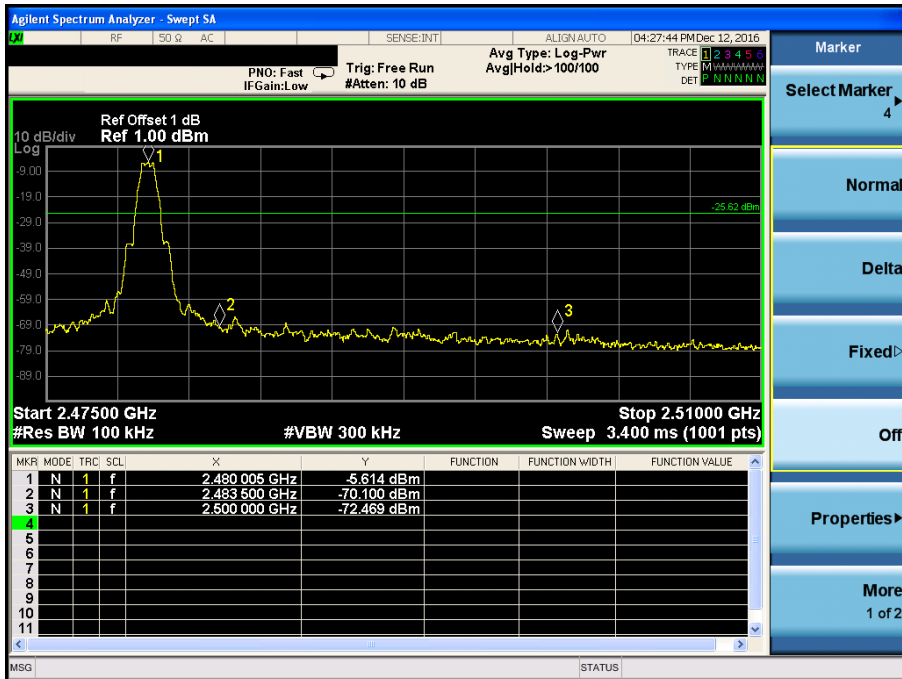 Agilent Spectrum Analyzer - Swept SA
LXI RF 50 Ω AC SENSE:INT ALIGN AUTO 04:27:44 PM Dec 12, 2016
PNO: Fast
IFGain:Low
Trig: Free Run
#Atten: 10 dB
Avg Type: Log-Pwr
Avg|Hold:>100/100
TRACE 1 2 3 4 5 6
TYPE M
DET P N N N N N
Ref Offset 1 dB
10 dB/div Ref 1.00 dBm
Log
-9.00
-19.0
-29.0
-39.0
-49.0
-59.0
-69.0
-79.0
-89.0
1
2
3
-25.62 dBm
Start 2.47500 GHz Stop 2.51000 GHz
#Res BW 100 kHz #VBW 300 kHz Sweep 3.400 ms (1001 pts)
MKR MODE TRC SCL X Y FUNCTION FUNCTION WIDTH FUNCTION VALUE
1 N 1 f 2.480 005 GHz -5.614 dBm
2 N 1 f 2.483 500 GHz -70.100 dBm
3 N 1 f 2.500 000 GHz -72.469 dBm
4
5
6
7
8
9
10
11
MSG STATUS
Marker
Select Marker
4
Normal
Delta
Fixed
Off
Properties
More
1 of 2